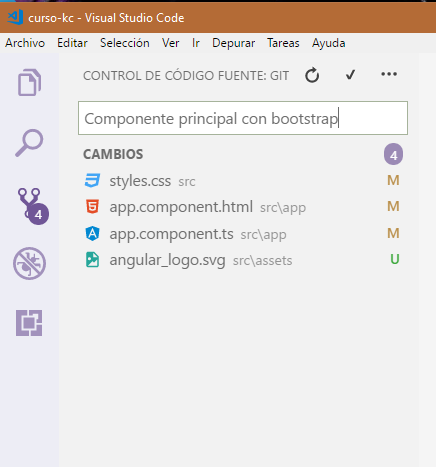 curso-kc - Visual Studio Code
Archivo Editar Selección Ver Ir Depurar Tareas Ayuda
CONTROL DE CÓDIGO FUENTE: GIT
Componente principal con bootstrap
CAMBIOS 4
styles.css src M
app.component.html src\app M
4
app.component.ts src\app M
angular_logo.svg src\assets U